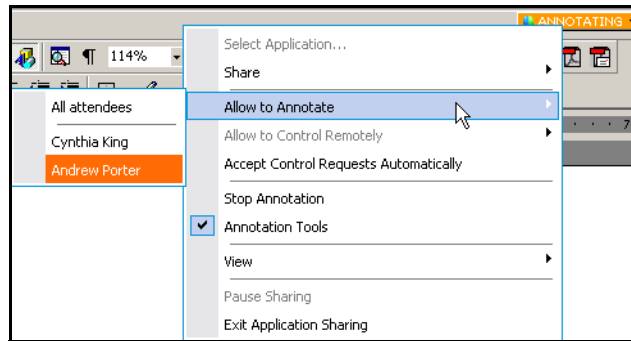 ANNOTATING
114%
Select Application...
Share
Allow to Annotate
Allow to Control Remotely
Accept Control Requests Automatically
Stop Annotation
Annotation Tools
View
Pause Sharing
Exit Application Sharing
All attendees
Cynthia King
Andrew Porter
7